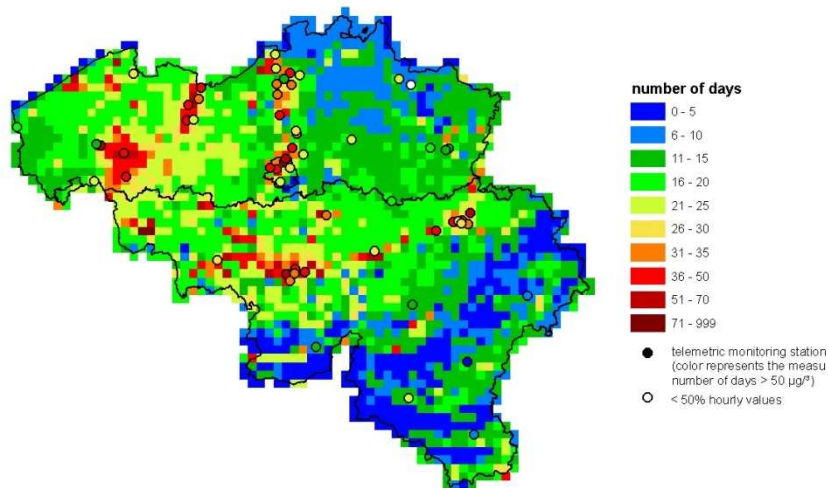 number of days
0 - 5
6 - 10
11 - 15
16 - 20
21 - 25
26 - 30
31 - 35
36 - 50
51 - 70
71 - 999
telemetric monitoring station
(color represents the measu
number of days > 50 µg/³)
< 50% hourly values